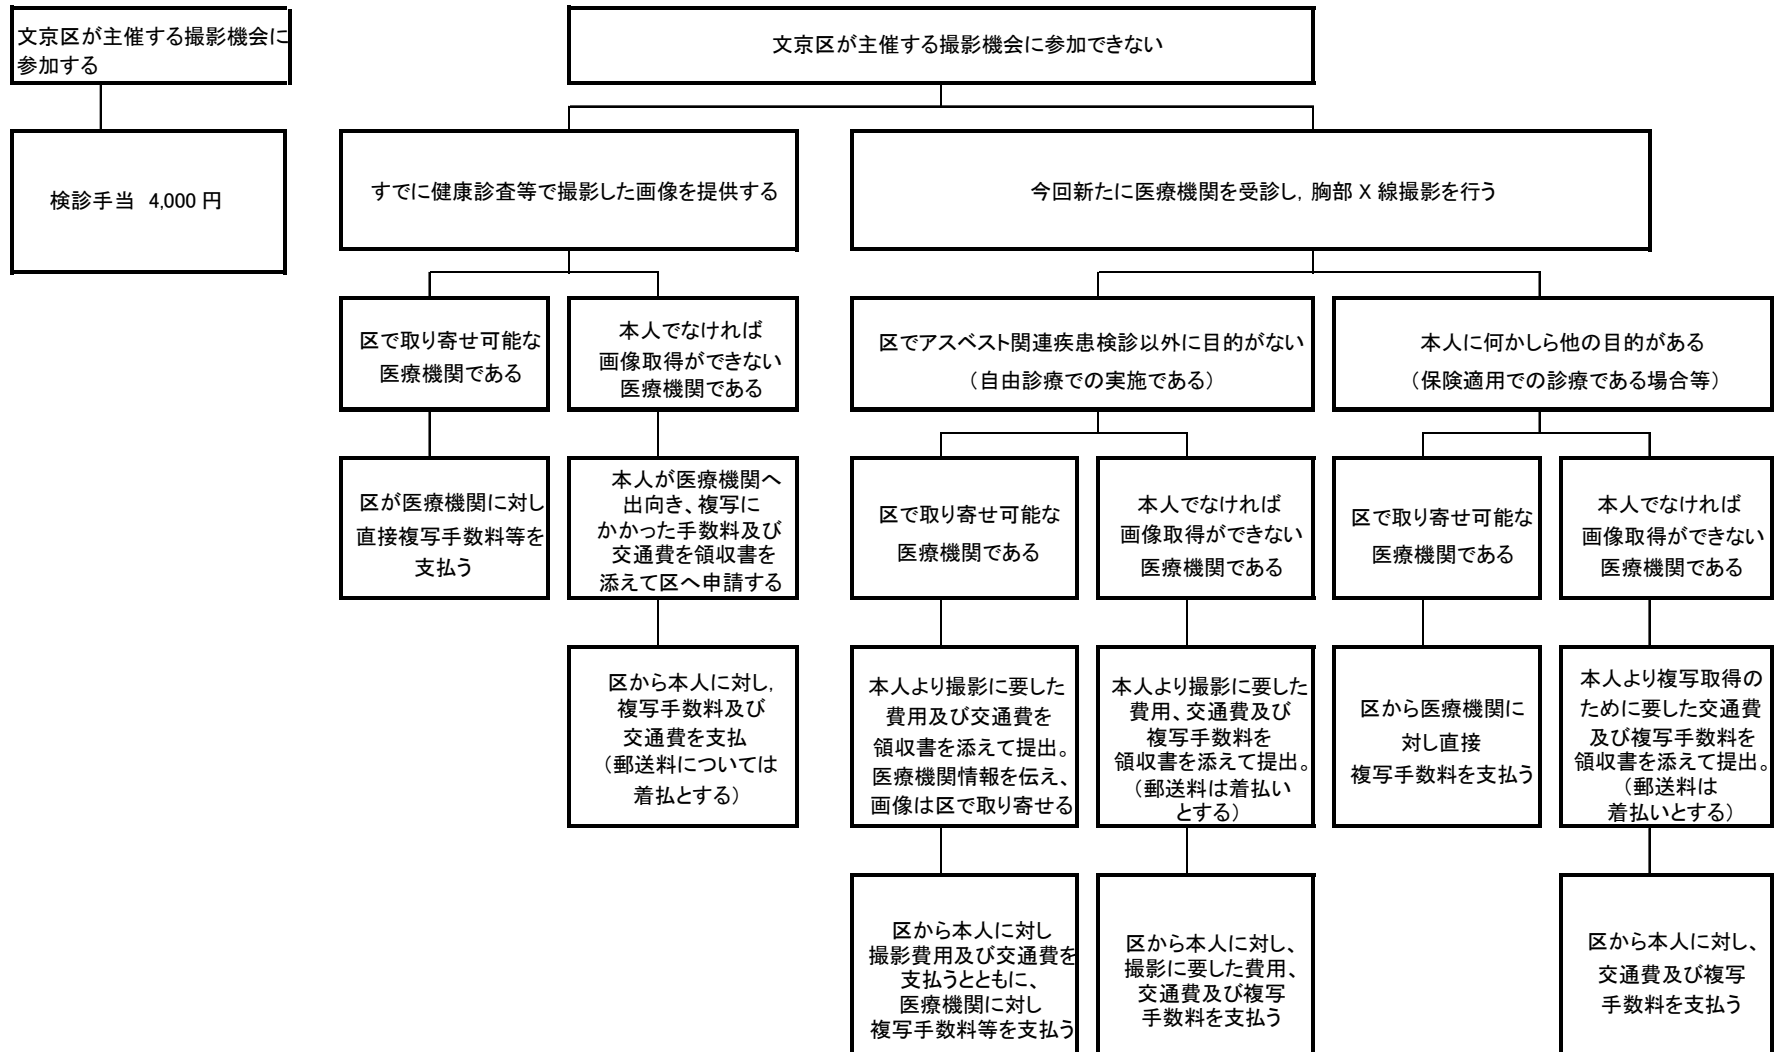 文京区が主催する撮影機会に
参加する
文京区が主催する撮影機会に参加できない
検診手当 4,000 円
すでに健康診査等で撮影した画像を提供する
今回新たに医療機関を受診し, 胸部 X 線撮影を行う
区で取り寄せ可能な
医療機関である
本人でなければ
画像取得ができない
医療機関である
区でアスベスト関連疾患検診以外に目的がない
（自由診療での実施である）
本人に何かしら他の目的がある
（保険適用での診療である場合等）
区が医療機関に対し
直接複写手数料等を
支払う
本人が医療機関へ
出向き、複写に
かかった手数料及び
交通費を領収書を
添えて区へ申請する
区で取り寄せ可能な
医療機関である
本人でなければ
画像取得ができない
医療機関である
区で取り寄せ可能な
医療機関である
本人でなければ
画像取得ができない
医療機関である
区から本人に対し,
複写手数料及び
交通費を支払
（郵送料については
着払とする）
本人より撮影に要した
費用及び交通費を
領収書を添えて提出。
医療機関情報を伝え、
画像は区で取り寄せる
本人より撮影に要した
費用、交通費及び
複写手数料を
領収書を添えて提出。
（郵送料は着払い
とする）
区から医療機関に
対し直接
複写手数料を支払う
本人より複写取得の
ために要した交通費
及び複写手数料を
領収書を添えて提出。
（郵送料は
着払いとする）
区から本人に対し
撮影費用及び交通費を
支払うとともに、
医療機関に対し
複写手数料等を支払う
区から本人に対し、
撮影に要した費用、
交通費及び複写
手数料を支払う
区から本人に対し、
交通費及び複写
手数料を支払う